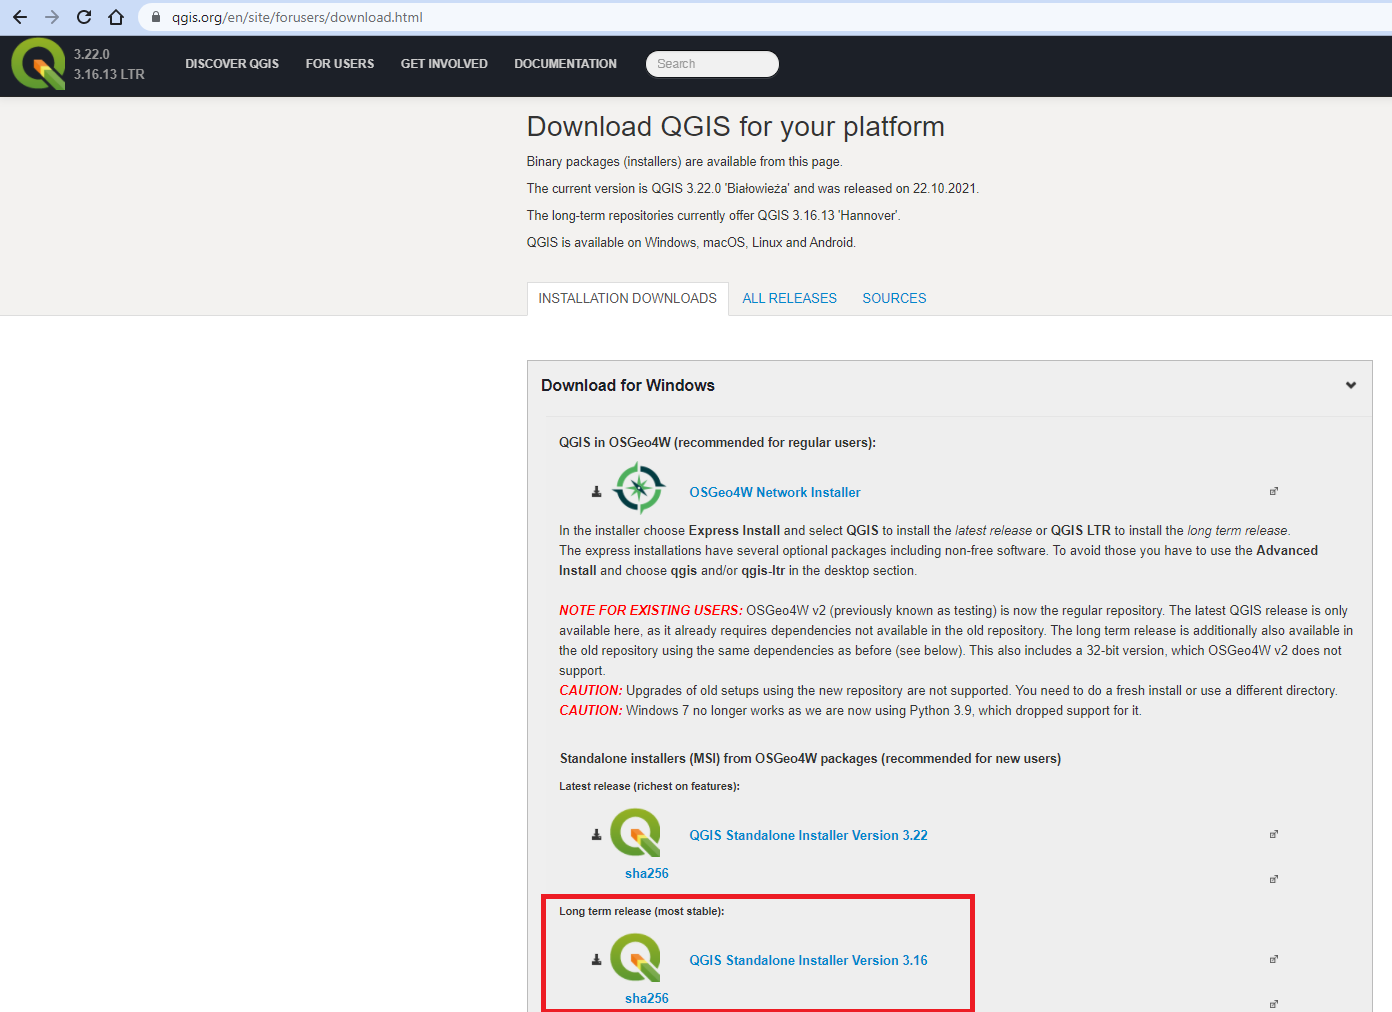 qgis.org/en/site/forusers/download.html
3.22.0
3.16.13 LTR
DISCOVER QGIS
FOR USERS
GET INVOLVED
DOCUMENTATION
Search
Download QGIS for your platform
Binary packages (installers) are available from this page.
The current version is QGIS 3.22.0 'Białowieża' and was released on 22.10.2021.
The long-term repositories currently offer QGIS 3.16.13 'Hannover'.
QGIS is available on Windows, macOS, Linux and Android.
INSTALLATION DOWNLOADS
ALL RELEASES
SOURCES
Download for Windows
QGIS in OSGeo4W (recommended for regular users):
OSGeo4W Network Installer
In the installer choose Express Install and select QGIS to install the latest release or QGIS LTR to install the long term release.
The express installations have several optional packages including non-free software. To avoid those you have to use the Advanced
Install and choose qgis and/or qgis-ltr in the desktop section.
NOTE FOR EXISTING USERS: OSGeo4W v2 (previously known as testing) is now the regular repository. The latest QGIS release is only
available here, as it already requires dependencies not available in the old repository. The long term release is additionally also available in
the old repository using the same dependencies as before (see below). This also includes a 32-bit version, which OSGeo4W v2 does not
support.
CAUTION: Upgrades of old setups using the new repository are not supported. You need to do a fresh install or use a different directory.
CAUTION: Windows 7 no longer works as we are now using Python 3.9, which dropped support for it.
Standalone installers (MSI) from OSGeo4W packages (recommended for new users)
Latest release (richest on features):
QGIS Standalone Installer Version 3.22
sha256
Long term release (most stable):
QGIS Standalone Installer Version 3.16
sha256